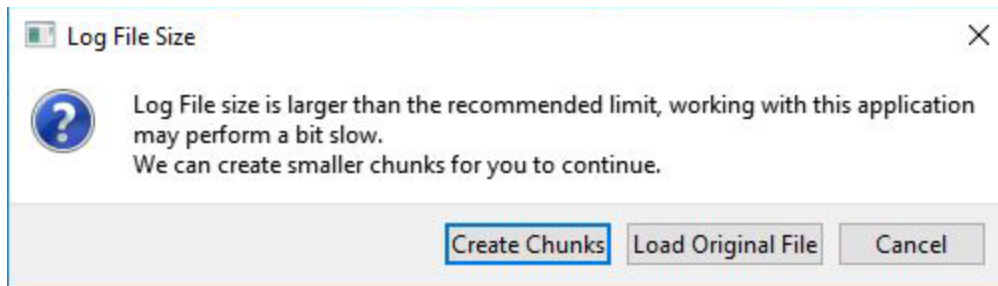 Log File Size
Log File size is larger than the recommended limit, working with this application
may perform a bit slow.
We can create smaller chunks for you to continue.
Create Chunks Load Original File Cancel